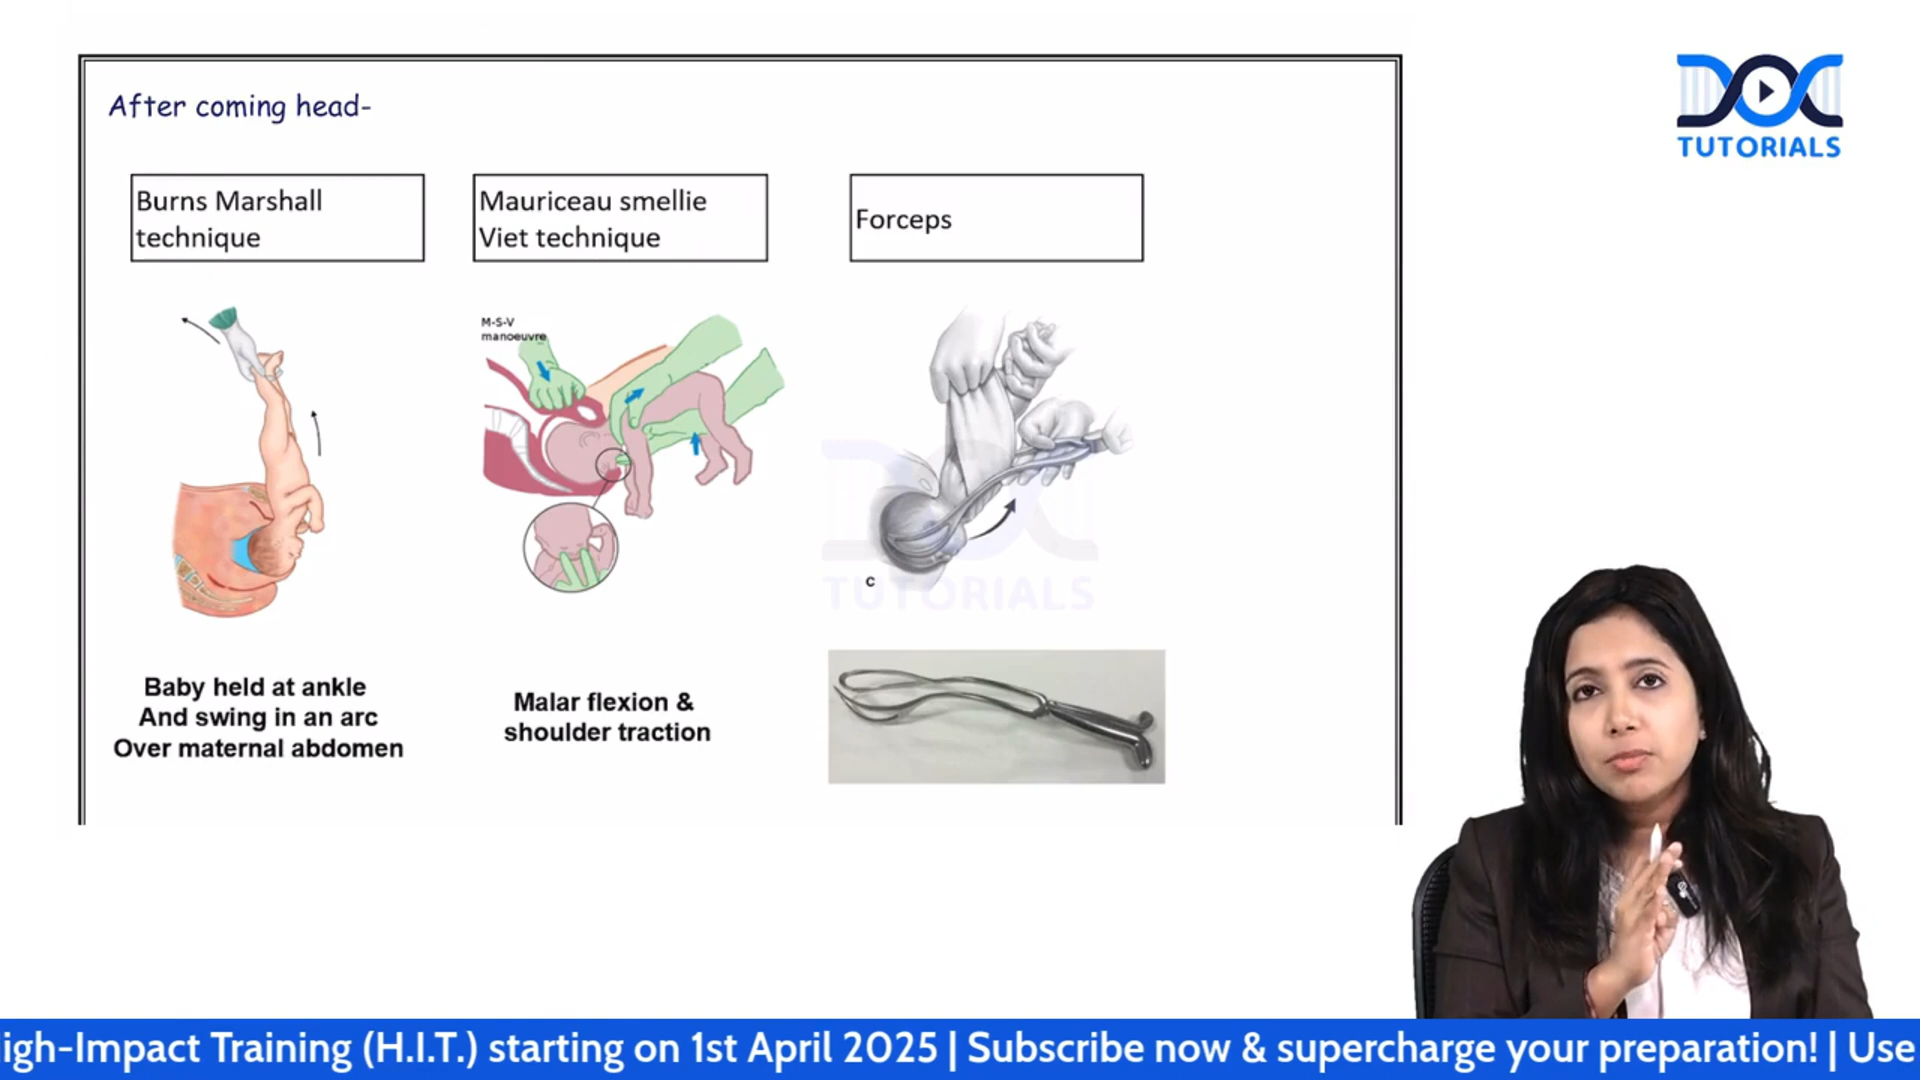 After coming head-
Burns Marshall
technique
Mauriceau smellie
Viet technique
Forceps
M-S-V
manoeuvre
C
Baby held at ankle
And swing in an arc
Over maternal abdomen
Malar flexion &
shoulder traction
TUTORIALS
DOC
TUTORIALS
igh-Impact Training (H.I.T.) starting on 1st April 2025 | Subscribe now & supercharge your preparation! | Use